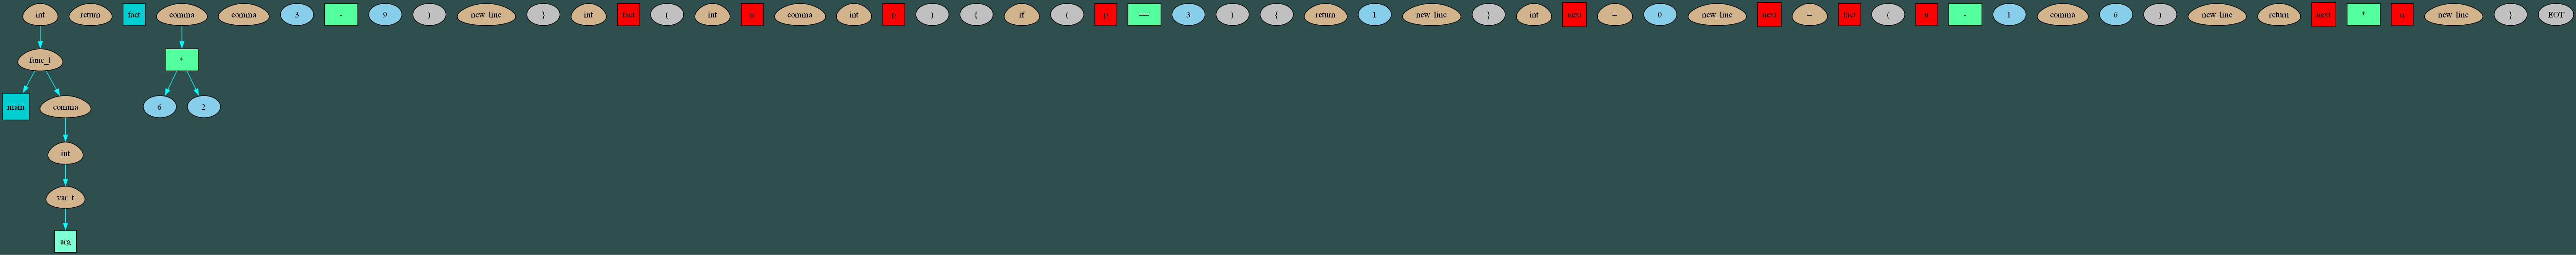 int return fact comma comma 3 - 9 ) new_line } int fact ( int n comma int p ) { if ( p == 3 ) { return 1 new_line } int next = 0 new_line next = fact ( n - 1 comma 6 ) new_line return next * n new_line } EOT
func_t *
main comma 6 2
int
var_t
arg